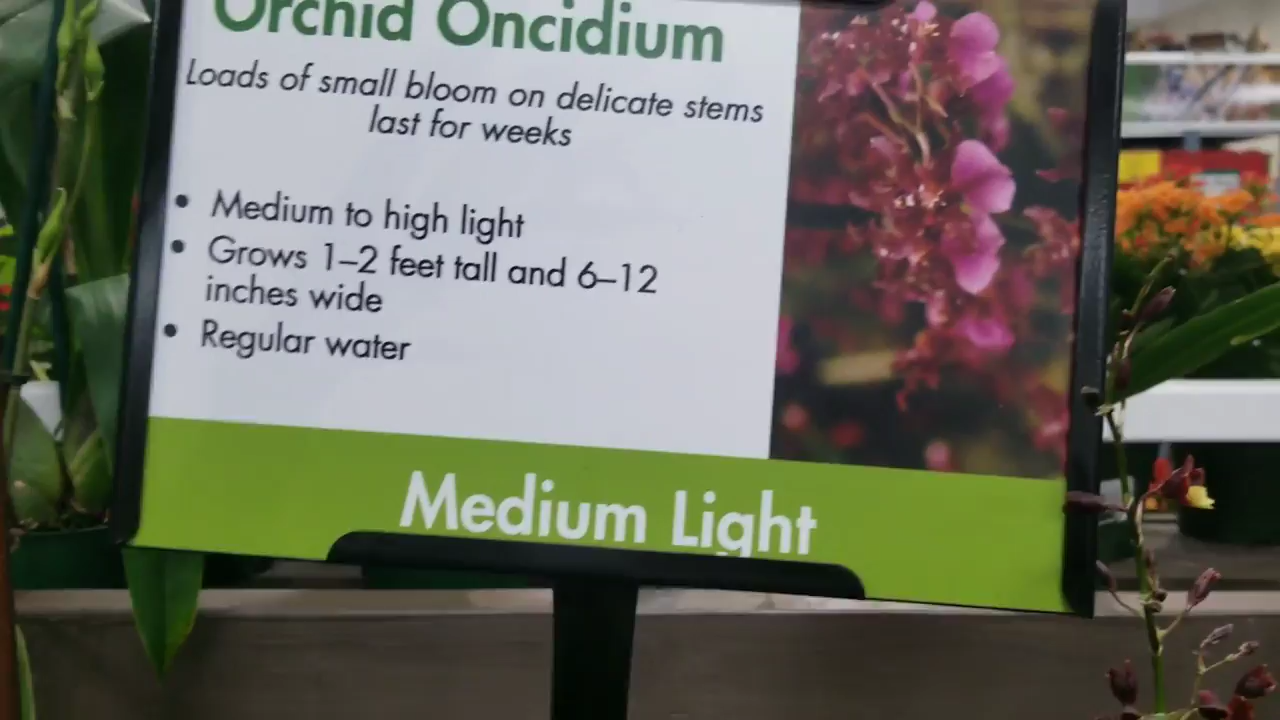 Orchid Oncidium
Loads of small bloom on delicate stems
last for weeks
• Medium to high light
• Grows 1–2 feet tall and 6–12
inches wide
• Regular water
Medium Light